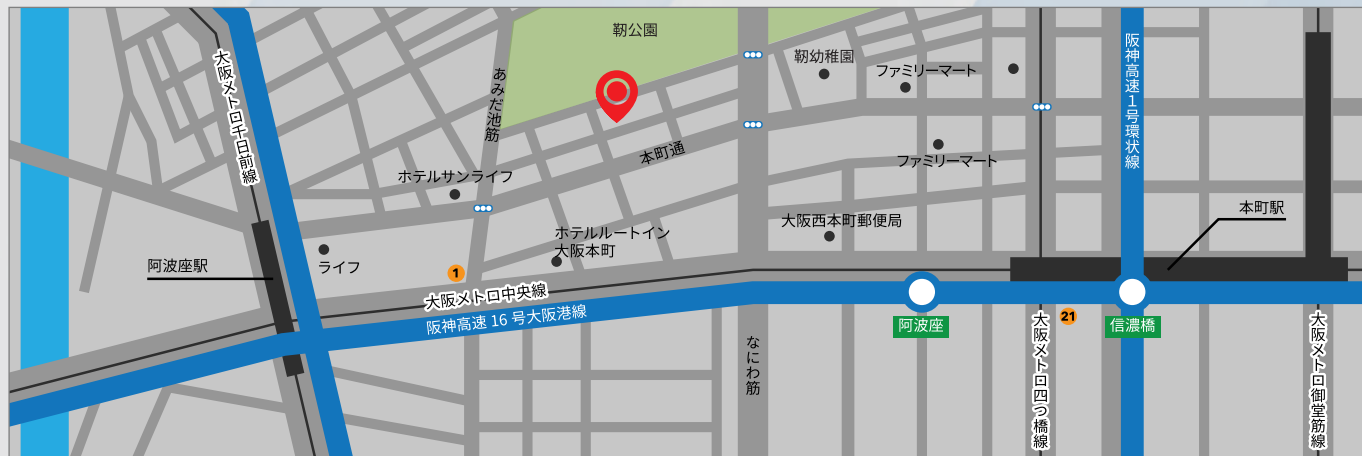 靭公園
靭幼稚園
ファミリーマート
阪神高速1号環状線
大阪メトロ千日前線
あみだ池筋
本町通
ファミリーマート
ホテルサンライフ
大阪西本町郵便局
本町駅
ホテルルートイン
大阪本町
阿波座駅
ライフ
1
大阪メトロ中央線
阪神高速 16 号大阪港線
阿波座
21
信濃橋
なにわ筋
大阪メトロ四つ橋線
大阪メトロ御堂筋線